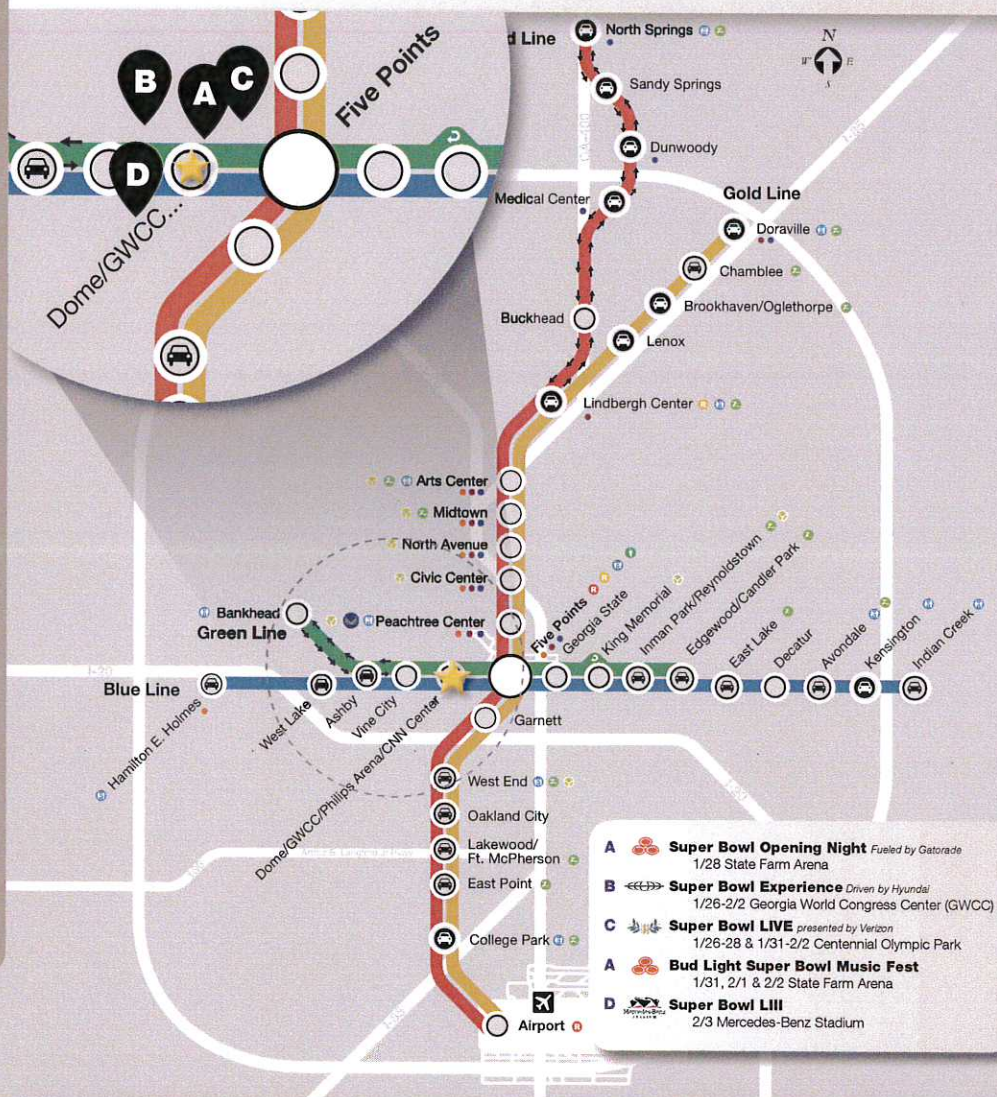 B
A
C
D
Five Points
Dome/GWCC...
d Line
North Springs
N
W
E
S
Sandy Springs
Dunwoody
Medical Center
Gold Line
Doraville
Chamblee
Brookhaven/Oglethorpe
Buckhead
Lenox
Lindbergh Center
Arts Center
Midtown
North Avenue
Civic Center
Peachtree Center
Bankhead
Green Line
Blue Line
Hamilton E. Holmes
West Lake
Ashby
Vine City
Dome/GWCC/Philips Arena/CNN Center
Five Points
Georgia State
King Memorial
Inman Park/Reynoldstown
Edgewood/Candler Park
East Lake
Decatur
Avondale
Kensington
Indian Creek
Garnett
West End
Oakland City
Lakewood/
Ft. McPherson
East Point
College Park
Airport
I-20
I-85
A Super Bowl Opening Night Fueled by Gatorade
1/28 State Farm Arena
B Super Bowl Experience Driven by Hyundai
1/26-2/2 Georgia World Congress Center (GWCC)
C Super Bowl LIVE presented by Verizon
1/26-28 & 1/31-2/2 Centennial Olympic Park
A Bud Light Super Bowl Music Fest
1/31, 2/1 & 2/2 State Farm Arena
D Mercedes-Benz Super Bowl LIII
2/3 Mercedes-Benz Stadium